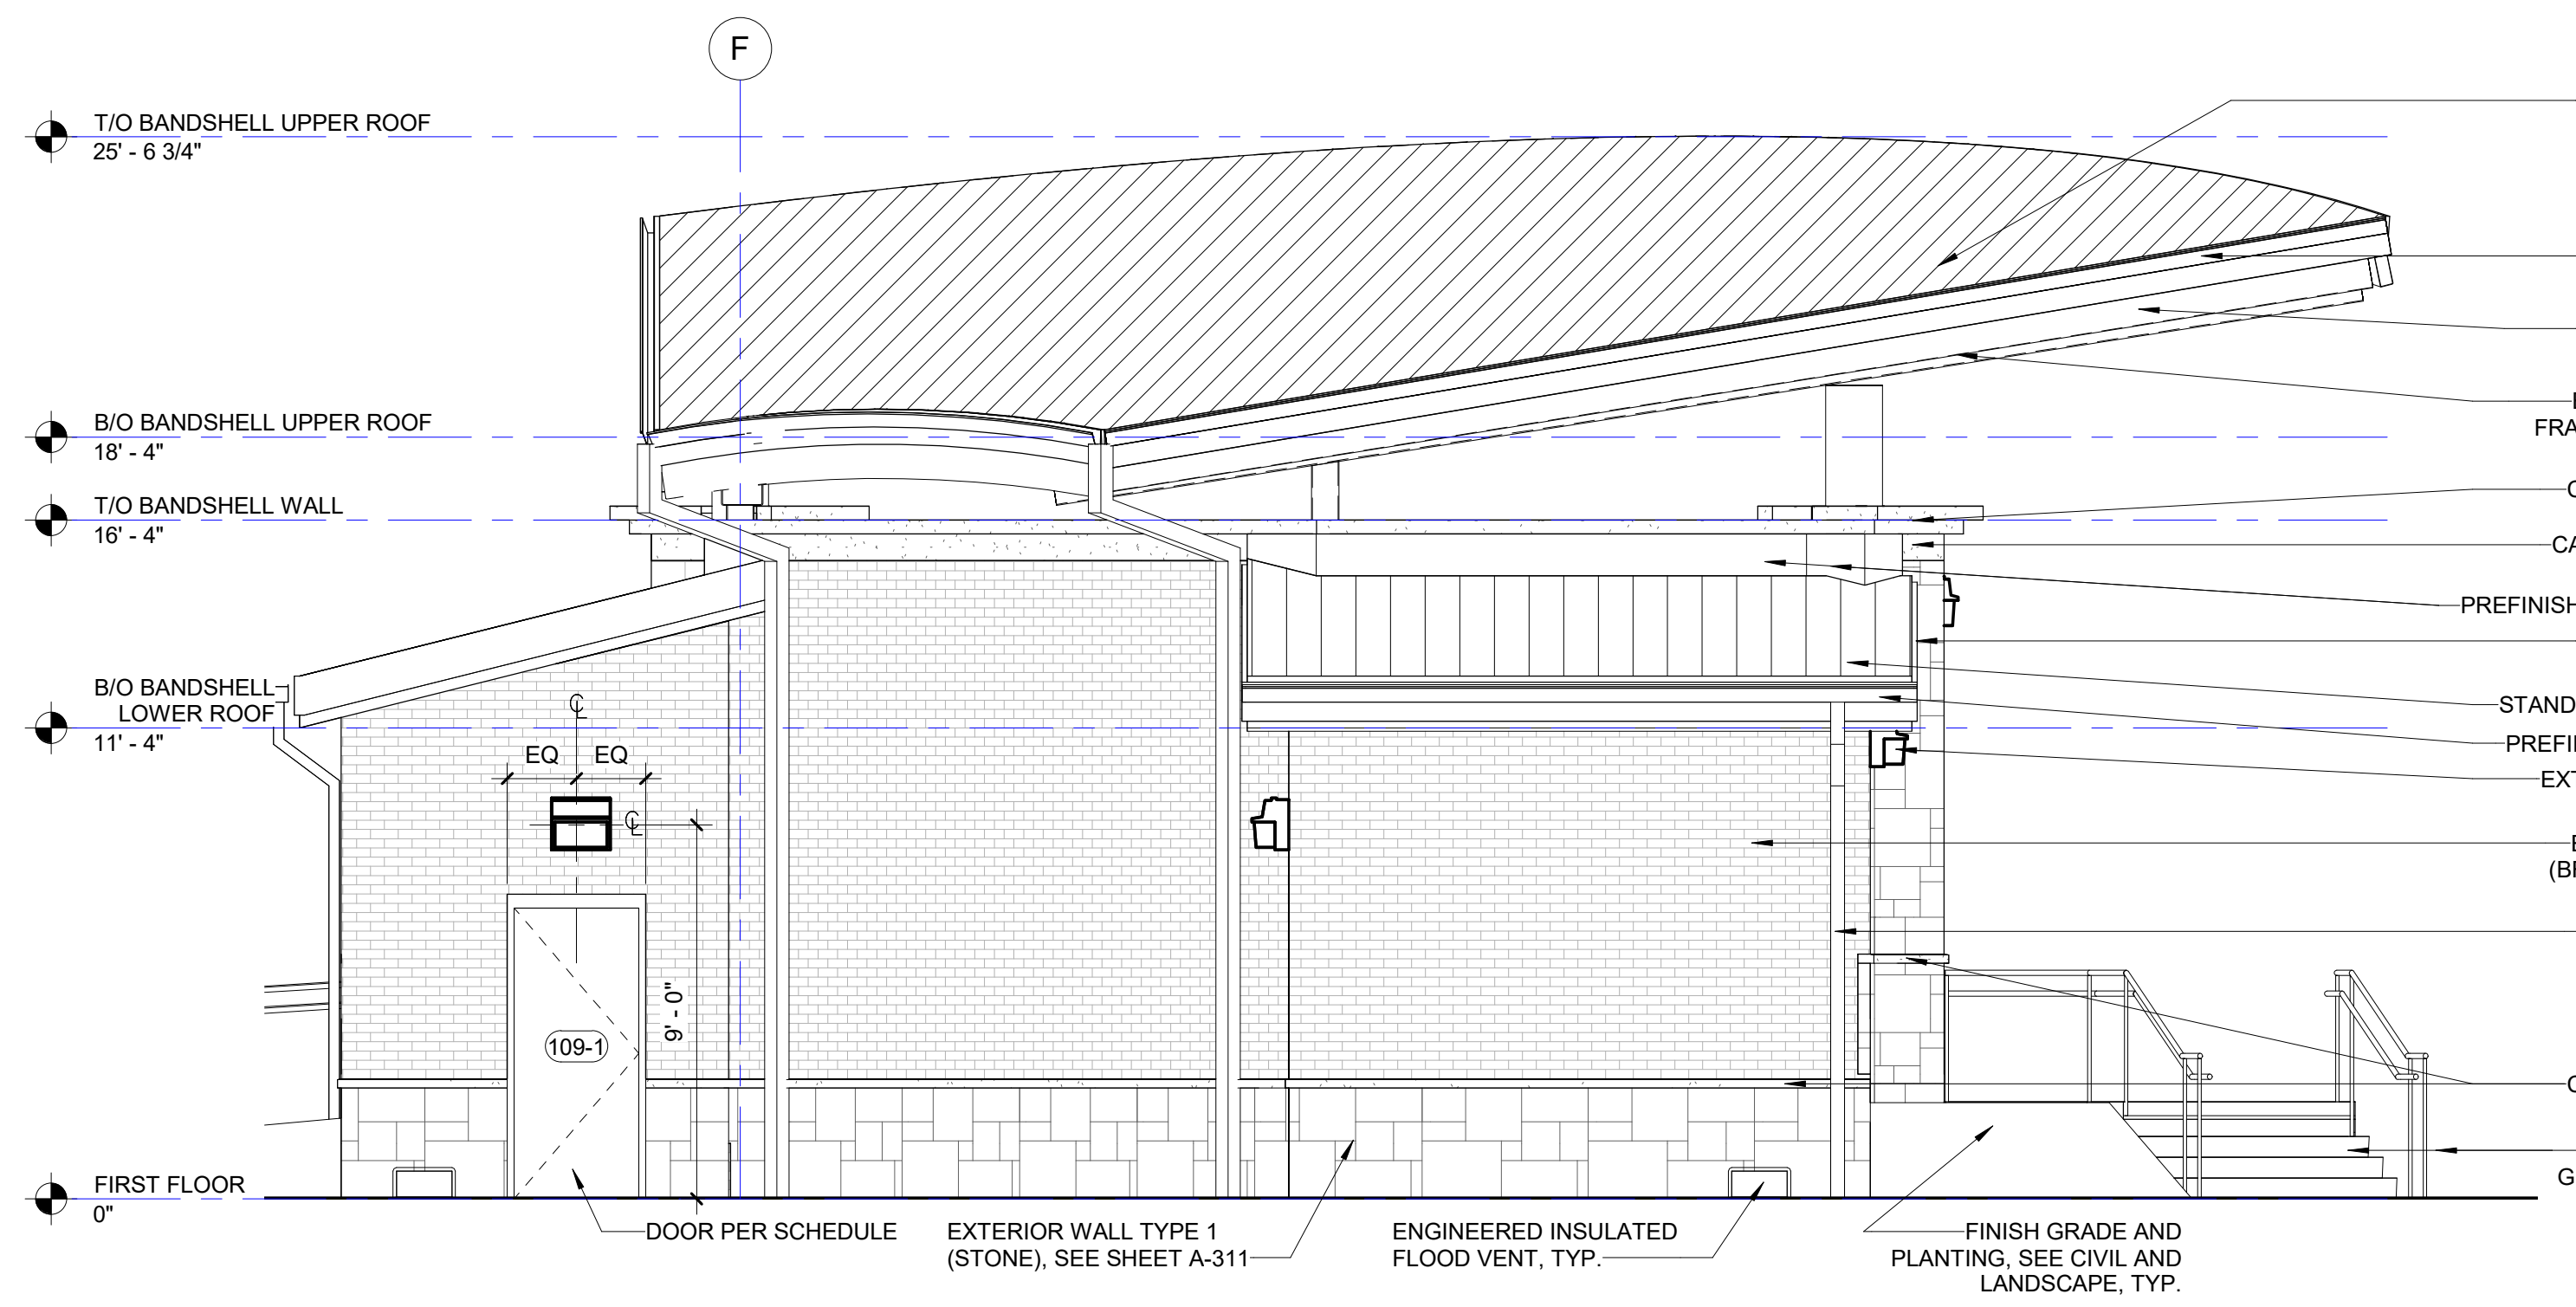 F
T/O BANDSHELL UPPER ROOF
25' - 6 3/4"
B/O BANDSHELL UPPER ROOF
18' - 4"
FRA
T/O BANDSHELL WALL
16' - 4"
CA
PREFINISH
B/O BANDSHELL
LOWER ROOF
11' - 4"
STAND
PREFI
EXT
℄
EQ EQ
℄
(B
9' - 0"
109-1
FIRST FLOOR
0"
G
DOOR PER SCHEDULE
EXTERIOR WALL TYPE 1
(STONE), SEE SHEET A-311
ENGINEERED INSULATED
FLOOD VENT, TYP.
FINISH GRADE AND
PLANTING, SEE CIVIL AND
LANDSCAPE, TYP.